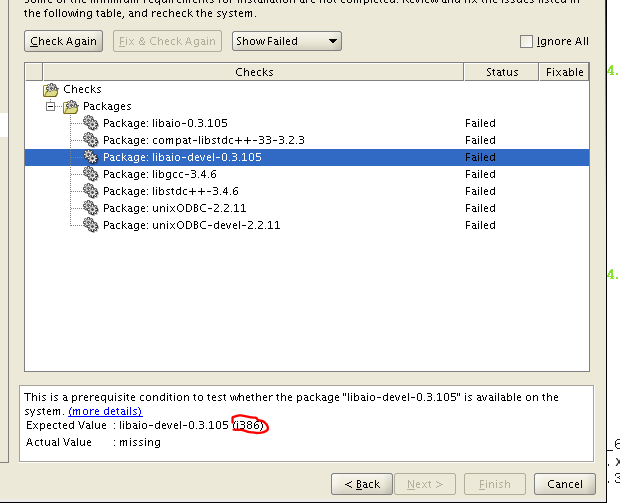 Some of the minimum requirements for installation are not completed. Review and fix the issues listed in
the following table, and recheck the system.
Check Again Fix & Check Again Show Failed Ignore All
Checks Status Fixable
Checks
Packages
Package: libaio-0.3.105 Failed
Package: compat-libstdc++-33-3.2.3 Failed
Package: libaio-devel-0.3.105 Failed
Package: libgcc-3.4.6 Failed
Package: libstdc++-3.4.6 Failed
Package: unixODBC-2.2.11 Failed
Package: unixODBC-devel-2.2.11 Failed
This is a prerequisite condition to test whether the package "libaio-devel-0.3.105" is available on the
system. (more details)
Expected Value : libaio-devel-0.3.105 (i386)
Actual Value : missing
< Back Next > Finish Cancel
4.
4.
_6
.x
.3